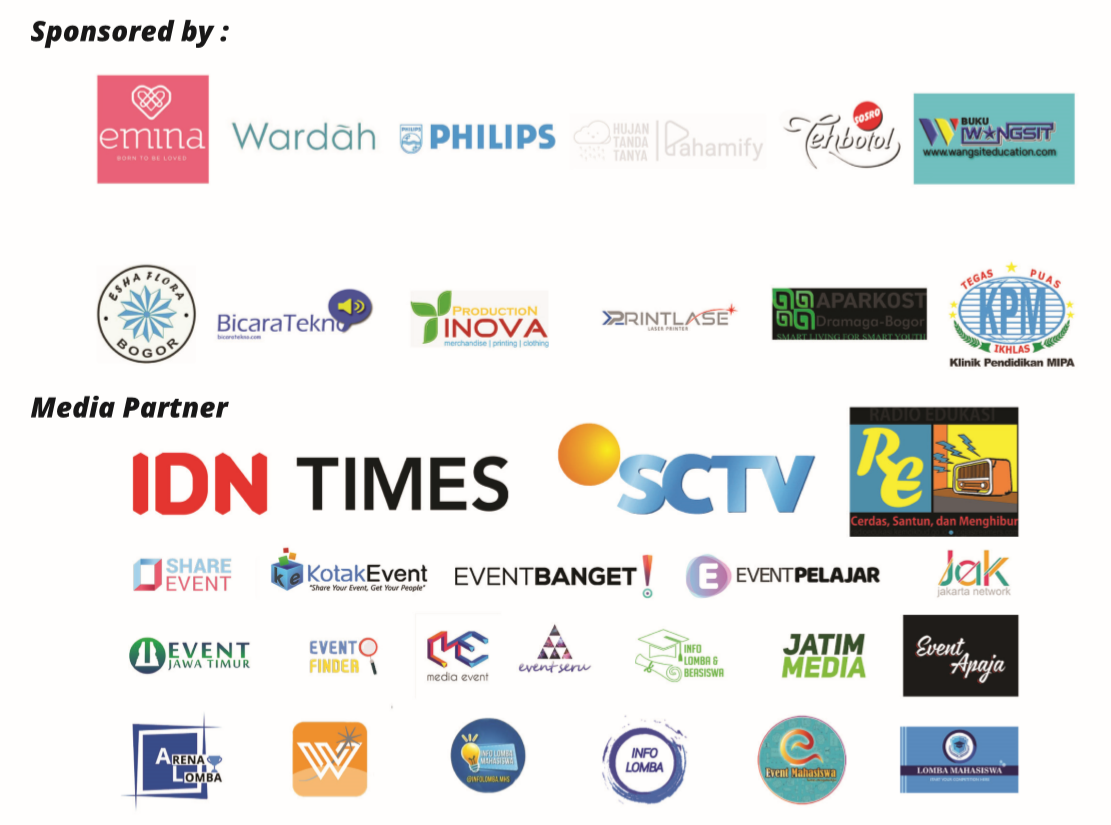 Sponsored by :
emina
BORN TO BE LOVED
Wardāh
PHILIPS
PHILIPS
HUJAN
TANDA
TANYA
Pahamify
SOSRO
Tehbotol
BUKU
WANGSIT
www.wangsiteducation.com
ESHA FLORA
BOGOR
BicaraTekno
bicaratekno.com
PRODUCTION
INOVA
merchandise | printing | clothing
PRINTLASE
LASER PRINTER
APARKOST
Dramaga-Bogor
SMART LIVING FOR SMART YOUTH
TEGAS PUAS
KPM
IKHLAS
Klinik Pendidikan MIPA
Media Partner
IDN TIMES
SCTV
RADIO EDUKASI
RE
Cerdas, Santun, dan Menghibur
SHARE
EVENT
ke
KotakEvent
"Share Your Event, Get Your People"
EVENTBANGET!
E
EVENTPELAJAR
jak
jakarta network
EVENT
JAWA TIMUR
EVENT
FINDER
ME
media event
event seru
INFO
LOMBA &
BEASISWA
JATIM
MEDIA
Event
Apaja
ARENA
LOMBA
W
INFO LOMBA
MAHASISWA
@INFOLOMBA.MHS
INFO
LOMBA
e
Event Mahasiswa
LOMBA MAHASISWA